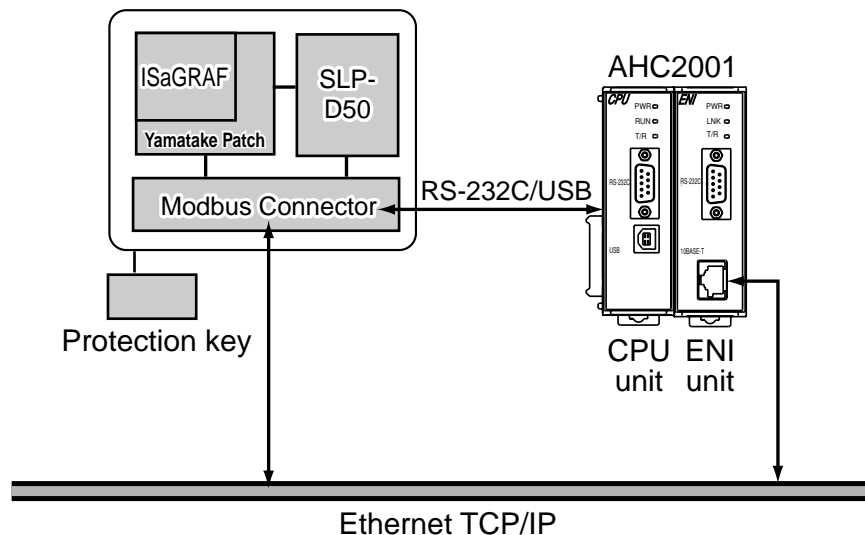 ISaGRAF
Yamatake Patch
SLP-
D50
Modbus Connector
RS-232C/USB
Protection key
AHC2001
CPU
PWR
RUN
T/R
RS-232C
USB
ENI
PWR
LNK
T/R
RS-232C
10BASE-T
CPU
unit
ENI
unit
Ethernet TCP/IP